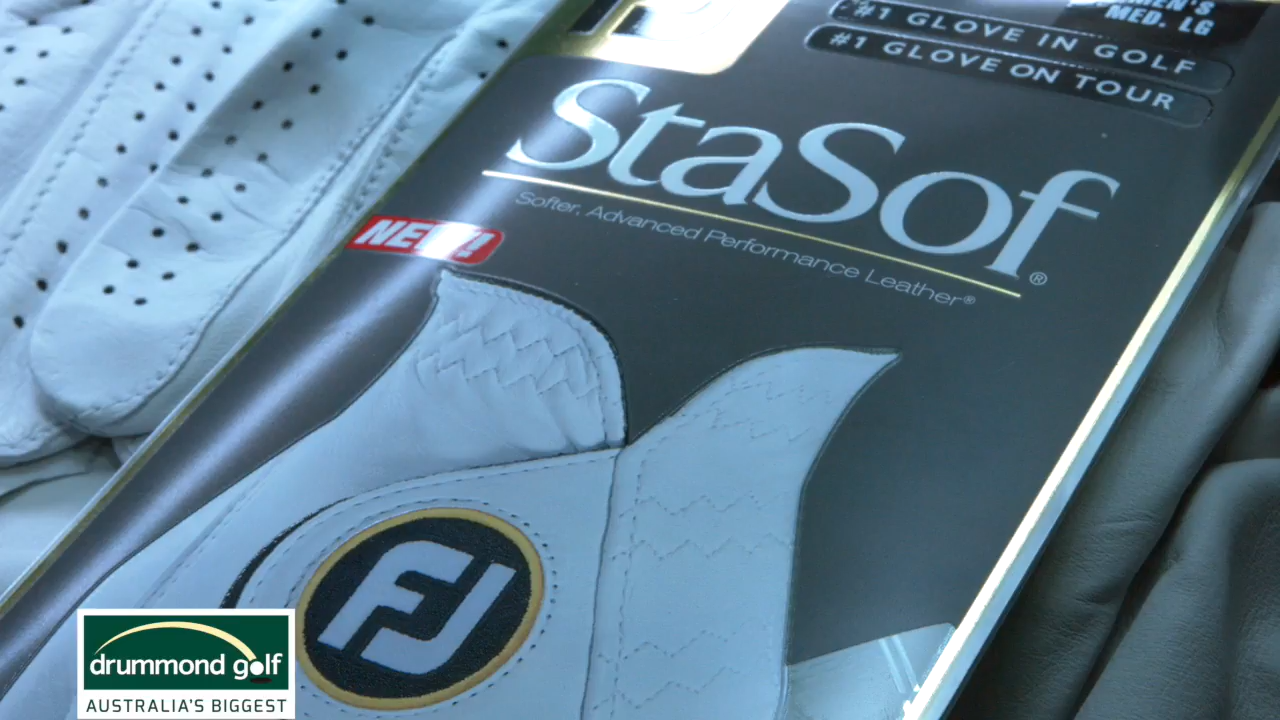 MED. LG
#1 GLOVE IN GOLF
#1 GLOVE ON TOUR
StaSof®
Softer, Advanced Performance Leather®
NEW!
FJ
drummond golf
AUSTRALIA'S BIGGEST